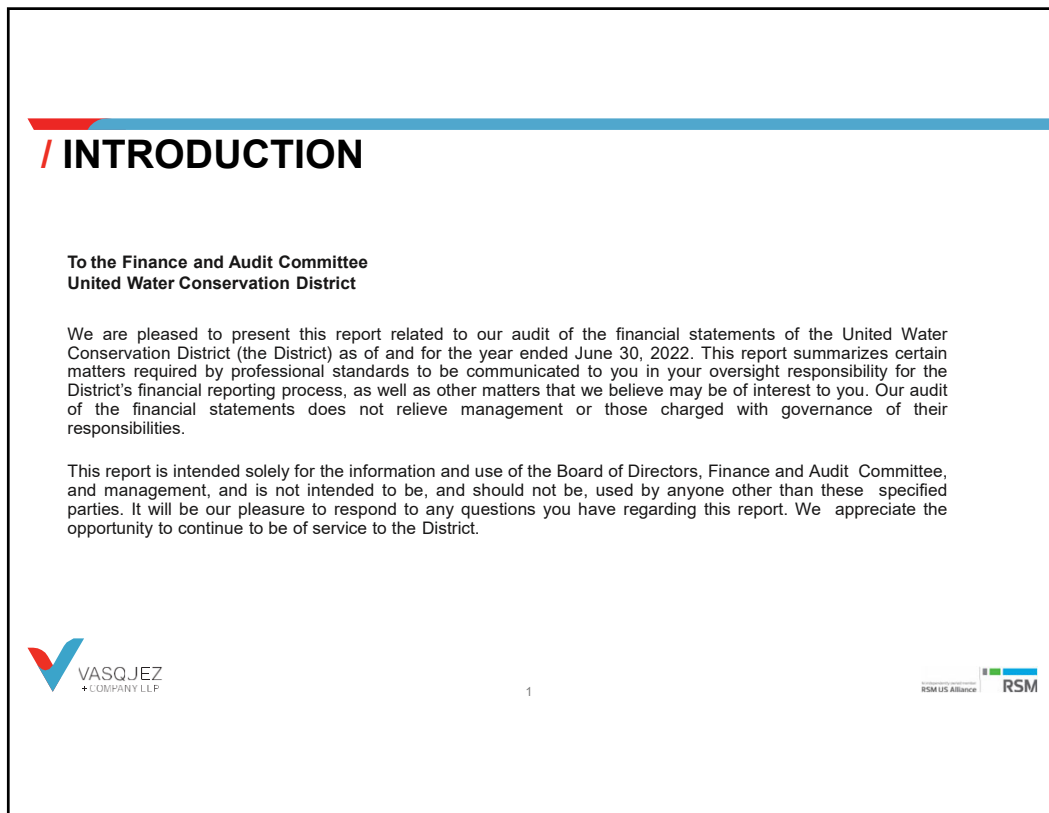 / INTRODUCTION
To the Finance and Audit Committee
United Water Conservation District
We are pleased to present this report related to our audit of the financial statements of the United Water
Conservation District (the District) as of and for the year ended June 30, 2022. This report summarizes certain
matters required by professional standards to be communicated to you in your oversight responsibility for the
District's financial reporting process, as well as other matters that we believe may be of interest to you. Our audit
of the financial statements does not relieve management or those charged with governance of their
responsibilities.
This report is intended solely for the information and use of the Board of Directors, Finance and Audit Committee,
and management, and is not intended to be, and should not be, used by anyone other than these specified
parties. It will be our pleasure to respond to any questions you have regarding this report. We appreciate the
opportunity to continue to be of service to the District.
VASQUEZ
+ COMPANY LLP
1
RSM US Alliance
RSM